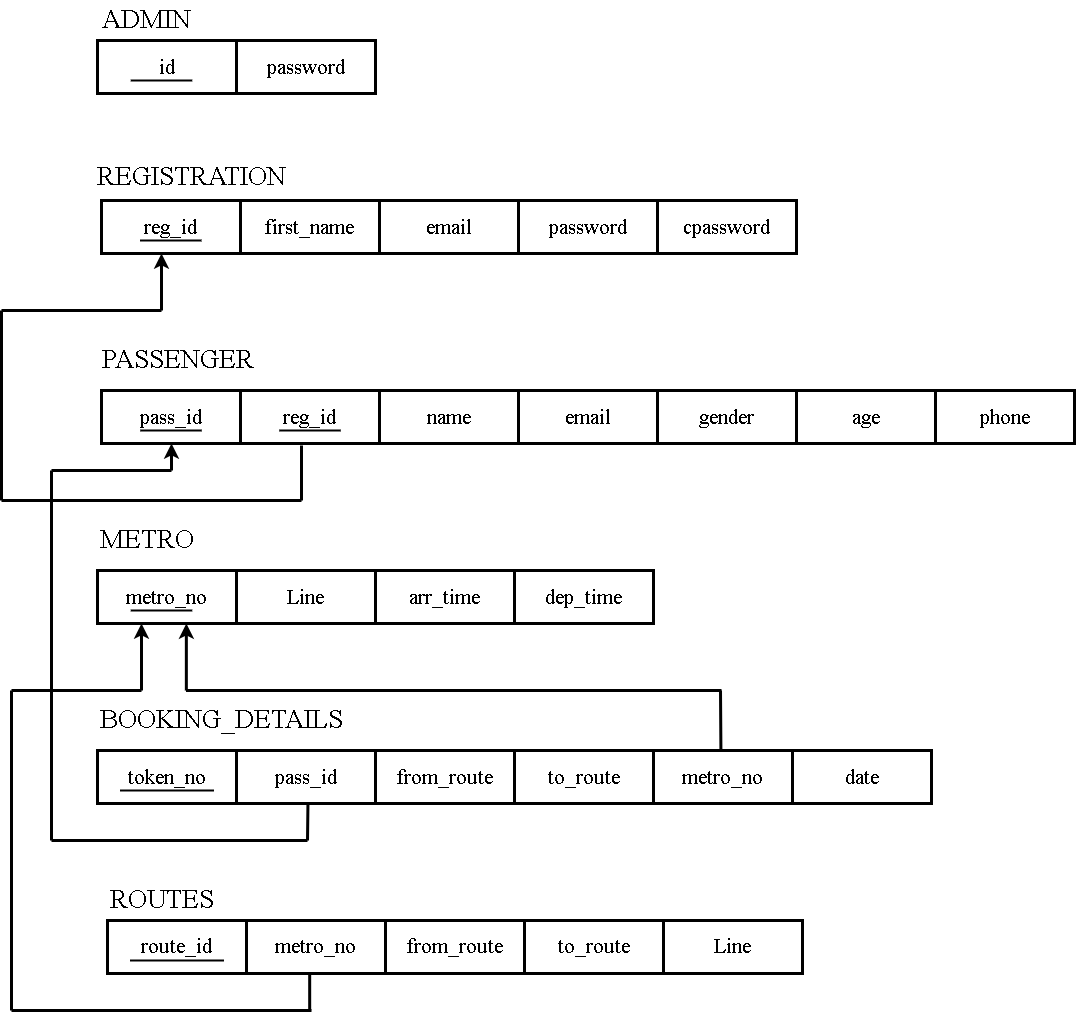 ADMIN
id password
REGISTRATION
reg_id first_name email password cpassword
PASSENGER
pass_id reg_id name email gender age phone
METRO
metro_no Line arr_time dep_time
BOOKING_DETAILS
token_no pass_id from_route to_route metro_no date
ROUTES
route_id metro_no from_route to_route Line